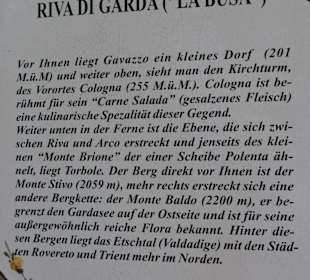 RIVA DI GARDA ("LA BUSA")
Vor Ihnen liegt Gavazzo ein kleines Dorf (201
M.ü.M) und weiter oben, sieht man den Kirchturm,
des Vorortes Cologna (255 M.ü.M.). Cologna ist be-
rühmt für sein "Carne Salada" (gesalzenes Fleisch)
eine kulinarische Spezialität dieser Gegend.
Weiter unten in der Ferne ist die Ebene, die sich zwi-
schen Riva und Arco erstreckt und jenseits des klei-
nen "Monte Brione" der einer Scheibe Polenta äh-
nelt, liegt Torbole. Der Berg direkt vor Ihnen ist der
Monte Stivo (2059 m), mehr rechts erstreckt sich eine
andere Bergkette: der Monte Baldo (2200 m), er be-
grenzt den Gardasee auf der Ostseite und ist für seine
außergewöhnlich reiche Flora bekannt. Hinter die-
sen Bergen liegt das Etschtal (Valdadige) mit den Städ-
ten Rovereto und Trient mehr im Norden.